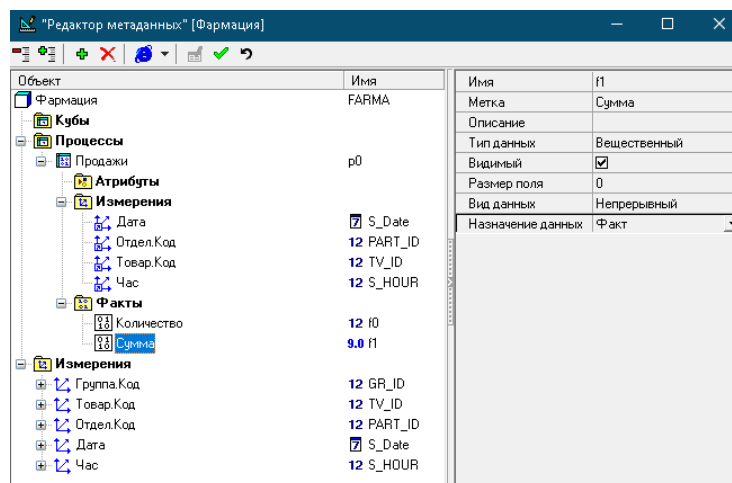 "Редактор метаданных" [Фармация]
Объект Имя
Фармация FARMA
Кубы
Процессы
Продажи p0
Атрибуты
Измерения
Дата 7 S_Date
Отдел.Код 12 PART_ID
Товар.Код 12 TV_ID
Час 12 S_HOUR
Факты
Количество 12 f0
Сумма 9.0 f1
Измерения
Группа.Код 12 GR_ID
Товар.Код 12 TV_ID
Отдел.Код 12 PART_ID
Дата 7 S_Date
Час 12 S_HOUR
Имя f1
Метка Сумма
Описание
Тип данных Вещественный
Видимый
Размер поля 0
Вид данных Непрерывный
Назначение данных Факт